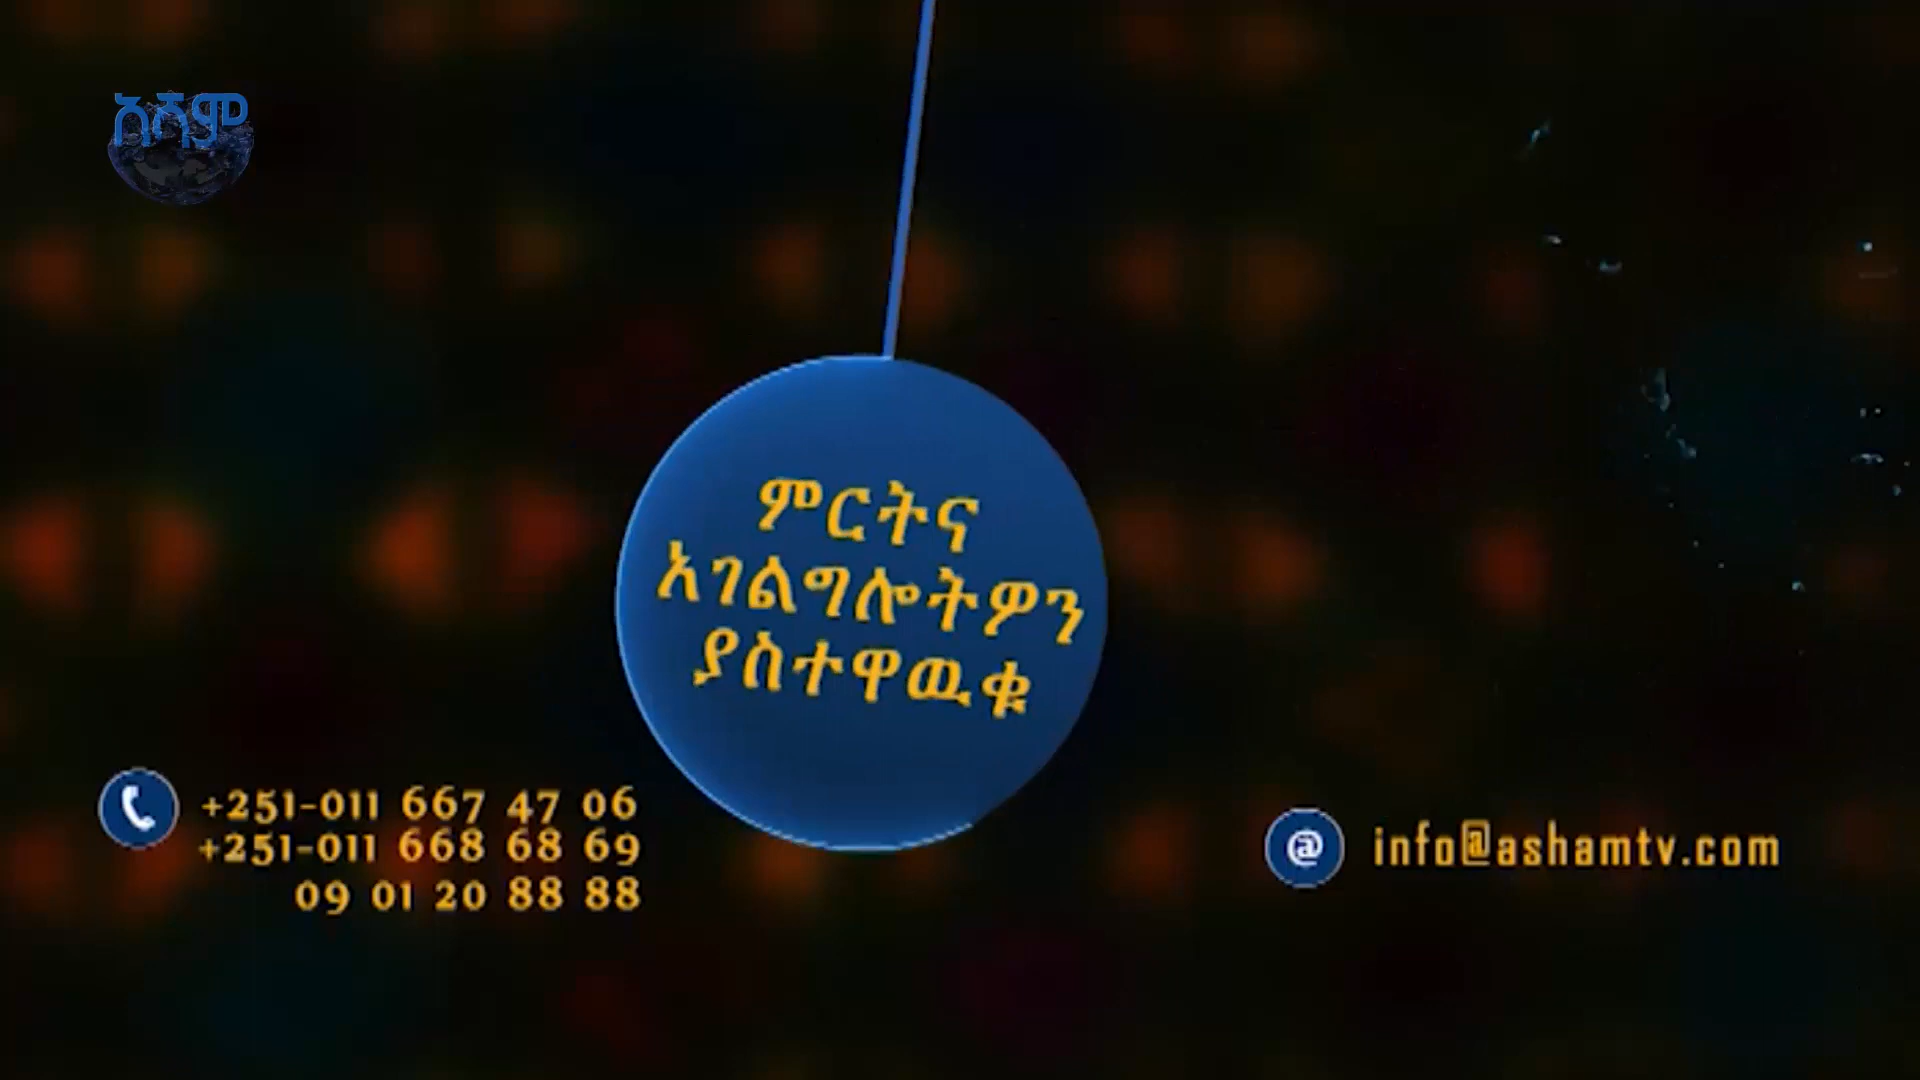 አሻም
ምርትና
አገልግሎትዎን
ያስተዋዉቁ
+251-011 667 47 06
+251-011 668 68 69
09 01 20 88 88
@ info@ashamtv.com